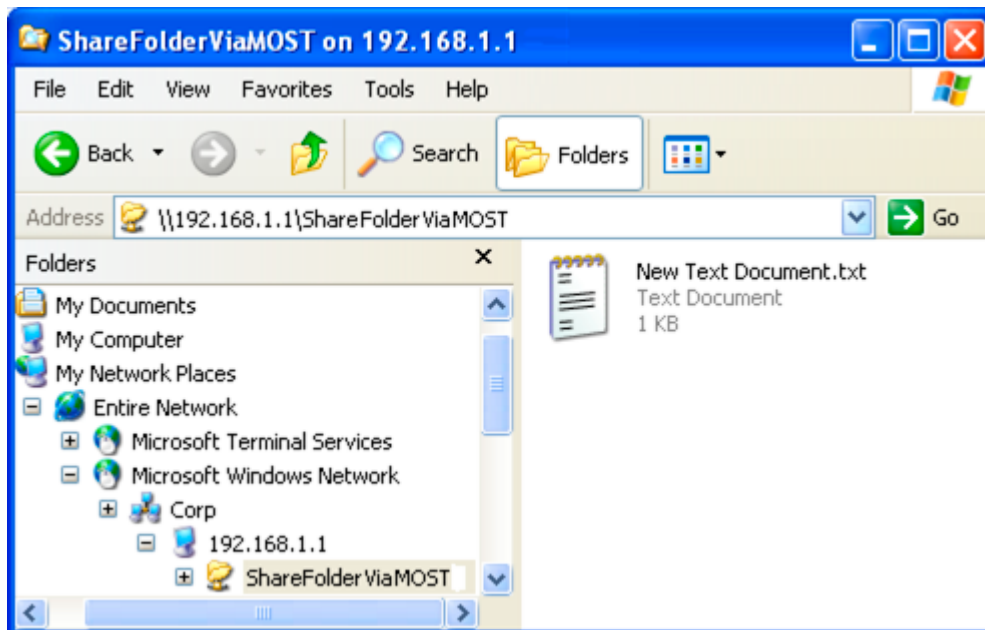 ShareFolderViaMOST on 192.168.1.1
File Edit View Favorites Tools Help
Back Search Folders
Address \\192.168.1.1\ShareFolderViaMOST Go
Folders
My Documents
My Computer
My Network Places
Entire Network
Microsoft Terminal Services
Microsoft Windows Network
Corp
192.168.1.1
ShareFolderViaMOST
New Text Document.txt
Text Document
1 KB